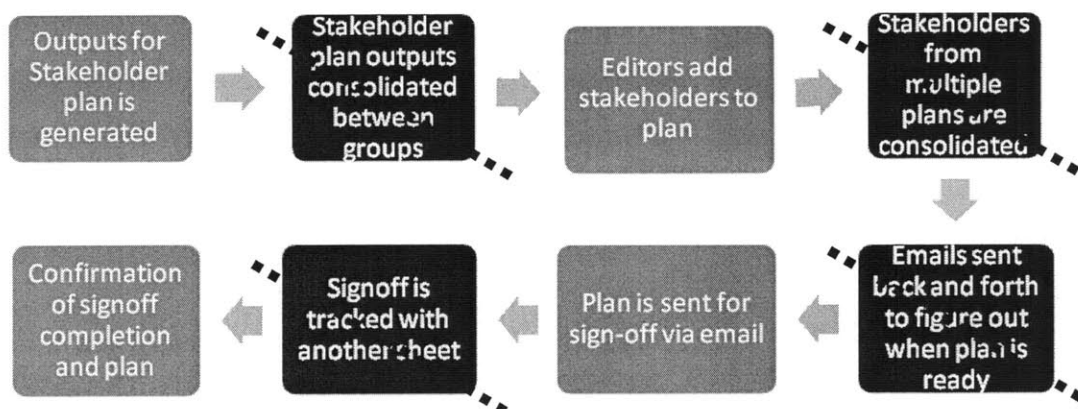 Outputs for
Stakeholder
plan is
generated
Stakeholder
plan outputs
consolidated
between
groups
Editors add
stakeholders to
plan
Stakeholders
from
multiple
plans are
consolidated
Emails sent
back and forth
to figure out
when plan is
ready
Plan is sent for
sign-off via email
Signoff is
tracked with
another sheet
Confirmation
of signoff
completion
and plan